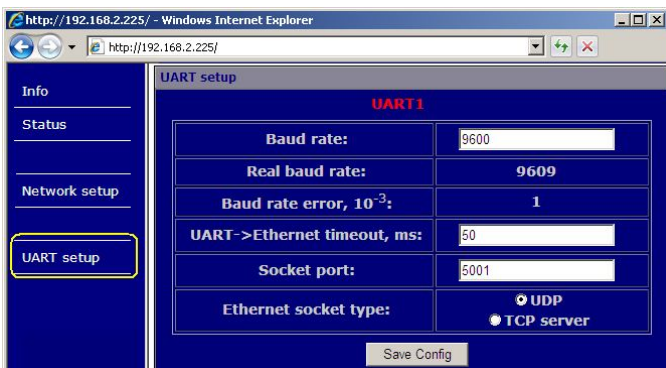 http://192.168.2.225/ - Windows Internet Explorer
http://192.168.2.225/
Info
Status
Network setup
UART setup
UART setup
UART1
Baud rate: 9600
Real baud rate: 9609
Baud rate error, 10⁻³: 1
UART->Ethernet timeout, ms: 50
Socket port: 5001
Ethernet socket type: UDP
TCP server
Save Config